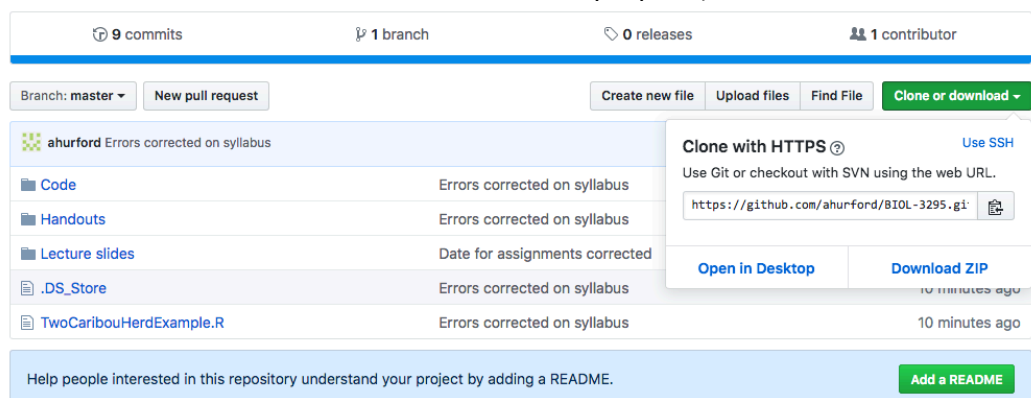 9 commits 1 branch 0 releases 1 contributor
Branch: master New pull request Create new file Upload files Find File Clone or download
ahurford Errors corrected on syllabus
Clone with HTTPS Use SSH
Use Git or checkout with SVN using the web URL.
https://github.com/ahurford/BIOL-3295.gi
Open in Desktop Download ZIP
Code Errors corrected on syllabus
Handouts Errors corrected on syllabus
Lecture slides Date for assignments corrected
.DS_Store Errors corrected on syllabus 10 minutes ago
TwoCaribouHerdExample.R Errors corrected on syllabus 10 minutes ago
Help people interested in this repository understand your project by adding a README. Add a README